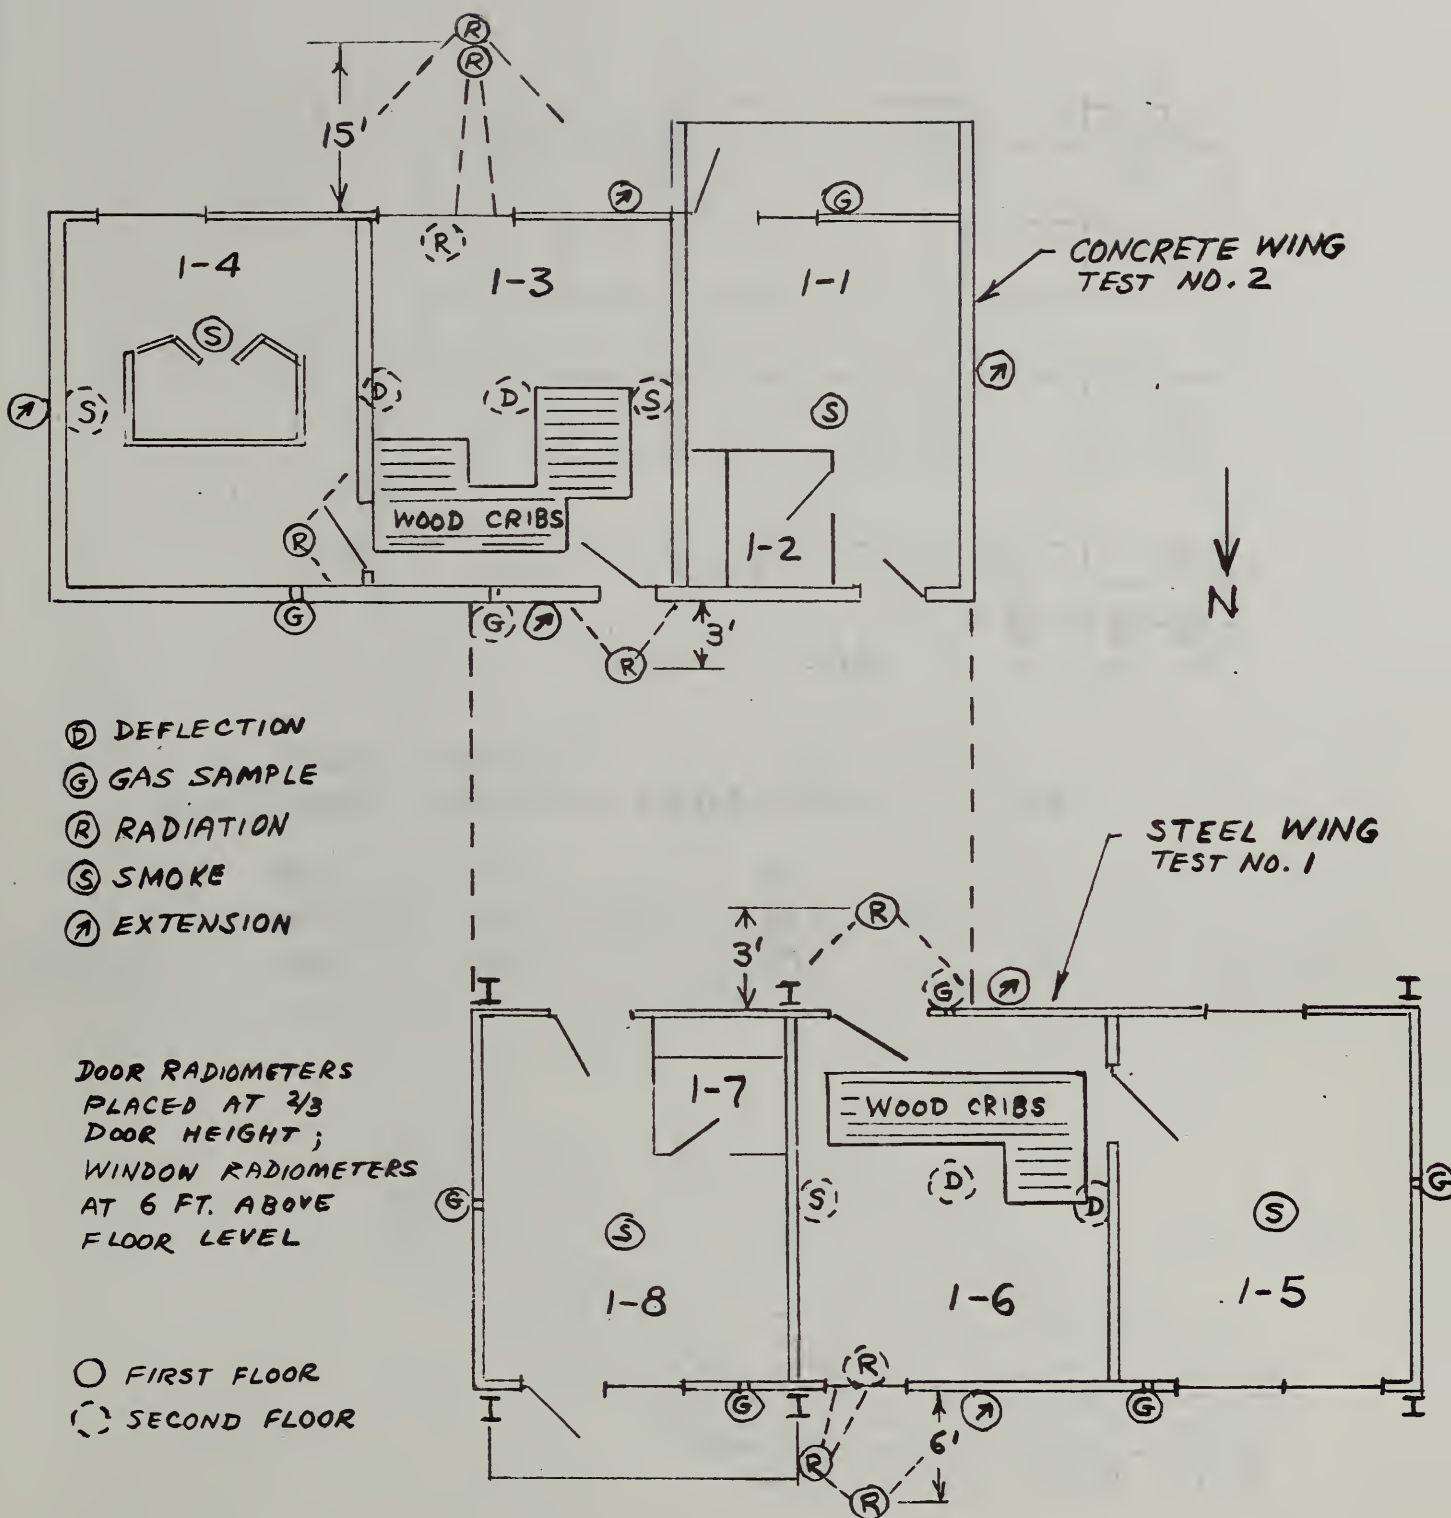 R
R
15'
G
R
CONCRETE WING
TEST NO. 2
1-4
1-3
1-1
S
D
D
S
S
S
WOOD CRIBS
R
1-2
N
G
G
3'
R
D DEFLECTION
G GAS SAMPLE
R RADIATION
S SMOKE
↗ EXTENSION
STEEL WING
TEST NO. 1
R
3'
G
I
I
I
DOOR RADIOMETERS
PLACED AT 2/3
DOOR HEIGHT;
WINDOW RADIOMETERS
AT 6 FT. ABOVE
FLOOR LEVEL
1-7
WOOD CRIBS
G
S
D
D
G
S
S
1-8
1-6
1-5
R
FIRST FLOOR
SECOND FLOOR
I
G
I
G
I
6'
R
R